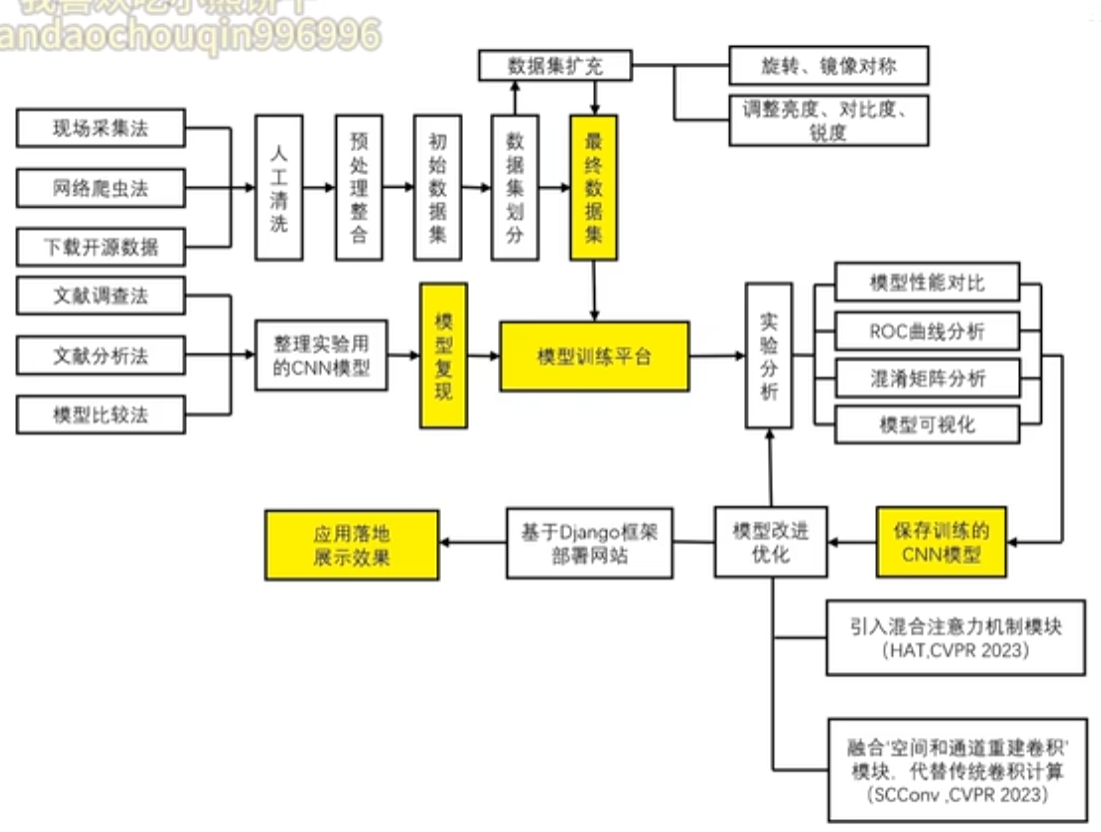 我喜欢吃小熊饼干
andaochouqin996996
数据集扩充
旋转、镜像对称
调整亮度、对比度、
锐度
现场采集法
网络爬虫法
下载开源数据
人工清洗
预处理整合
初始数据集
数据集划分
最终数据集
文献调查法
文献分析法
模型比较法
整理实验用
的CNN模型
模型复现
模型训练平台
实验分析
模型性能对比
ROC曲线分析
混淆矩阵分析
模型可视化
应用落地
展示效果
基于Django框架
部署网站
模型改进
优化
保存训练的
CNN模型
引入混合注意力机制模块
(HAT,CVPR 2023)
融合‘空间和通道重建卷积’
模块，代替传统卷积计算
(SCConv ,CVPR 2023)